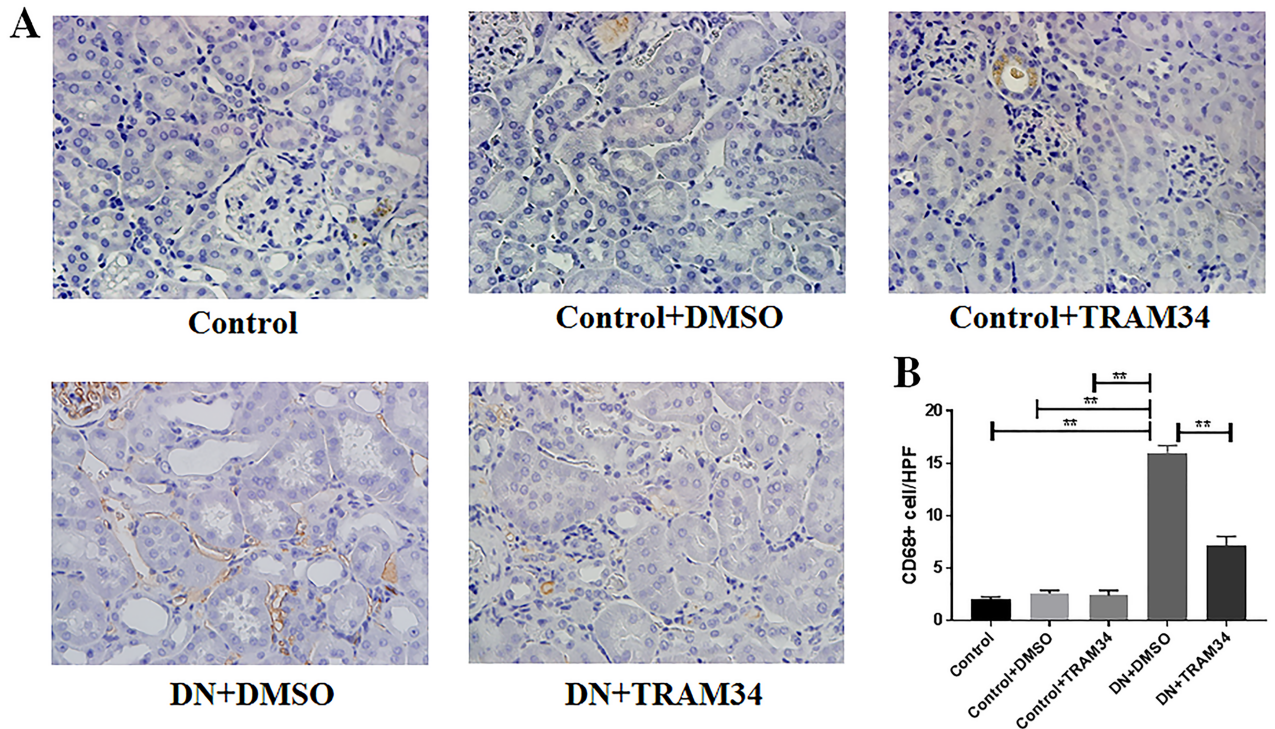 A
Control
Control+DMSO
Control+TRAM34
DN+DMSO
DN+TRAM34
B
**
**
**
**
20
15
10
5
0
CD68+ cell/HPF
Control
Control+DMSO
Control+TRAM34
DN+DMSO
DN+TRAM34